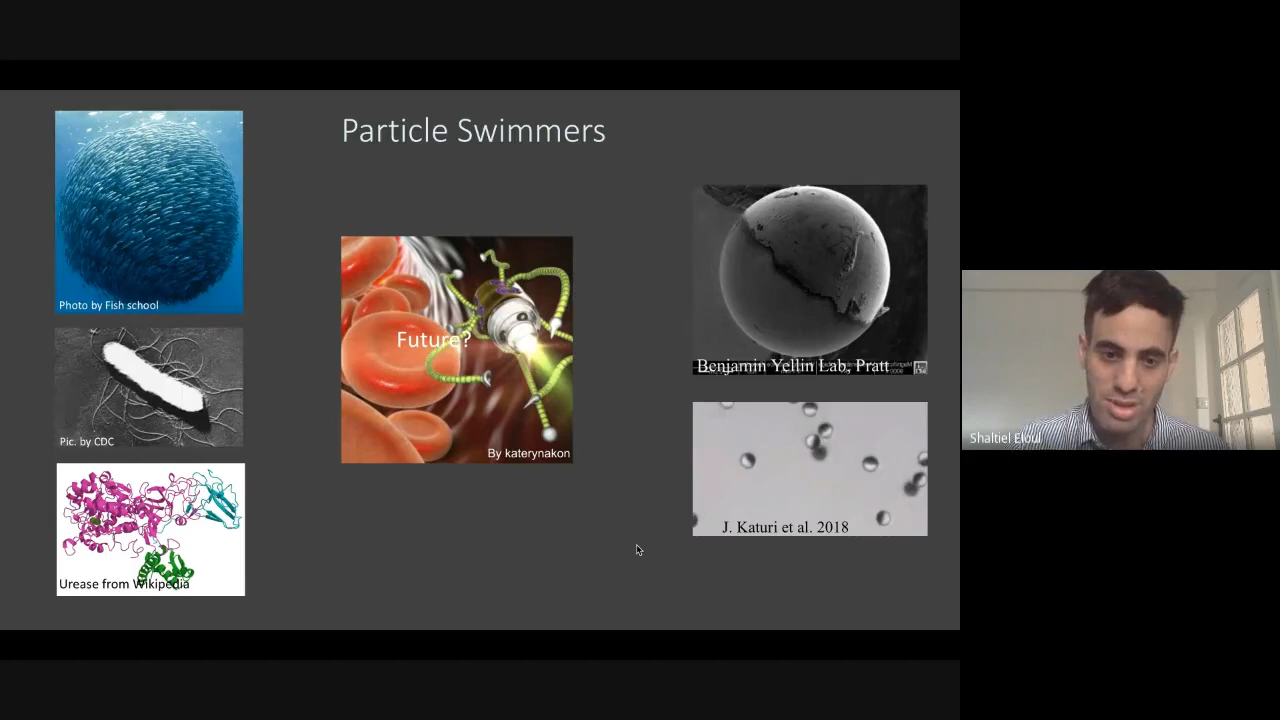 Particle Swimmers
Photo by Fish school
Pic. by CDC
Urease from Wikipedia
Future?
By katerynakon
Benjamin Yellin Lab, Pratt
J. Katuri et al. 2018
Shaltiel Eloul